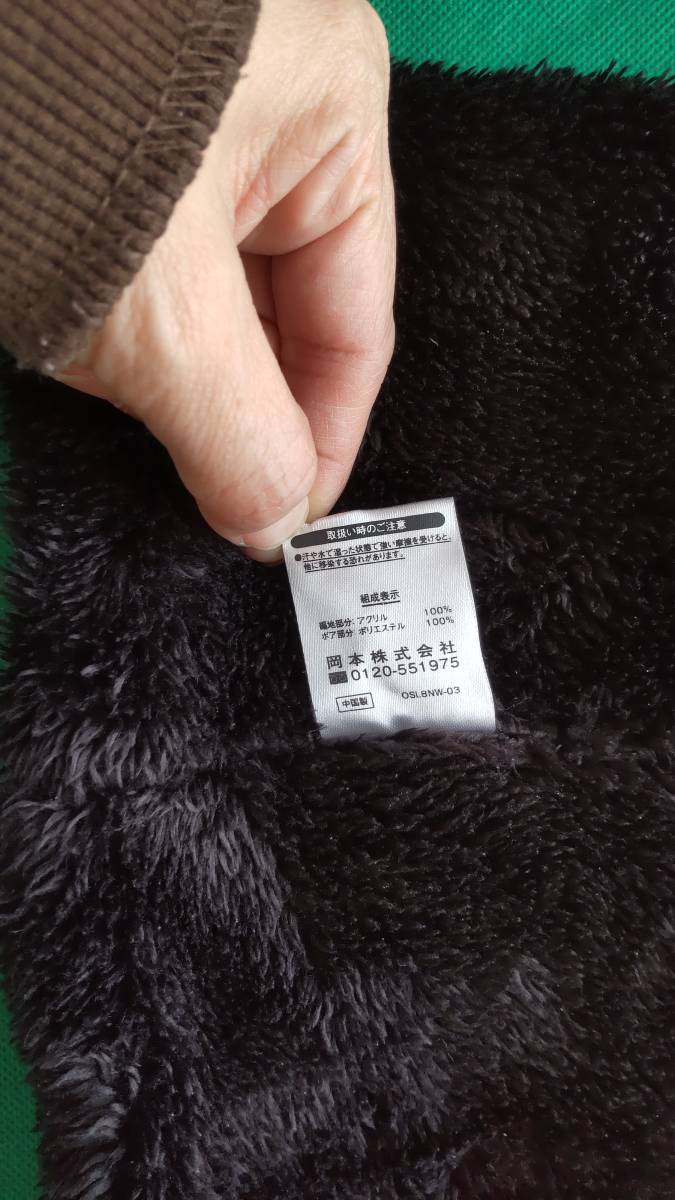 取扱い時のご注意
●汗や水で湿った状態で強い摩擦を受けると、
他に移染する恐れがあります。
組成表示
編地部分: アクリル 100%
ボア部分: ポリエステル 100%
岡本株式会社
0120-551975
中国製 OSL8NW-03